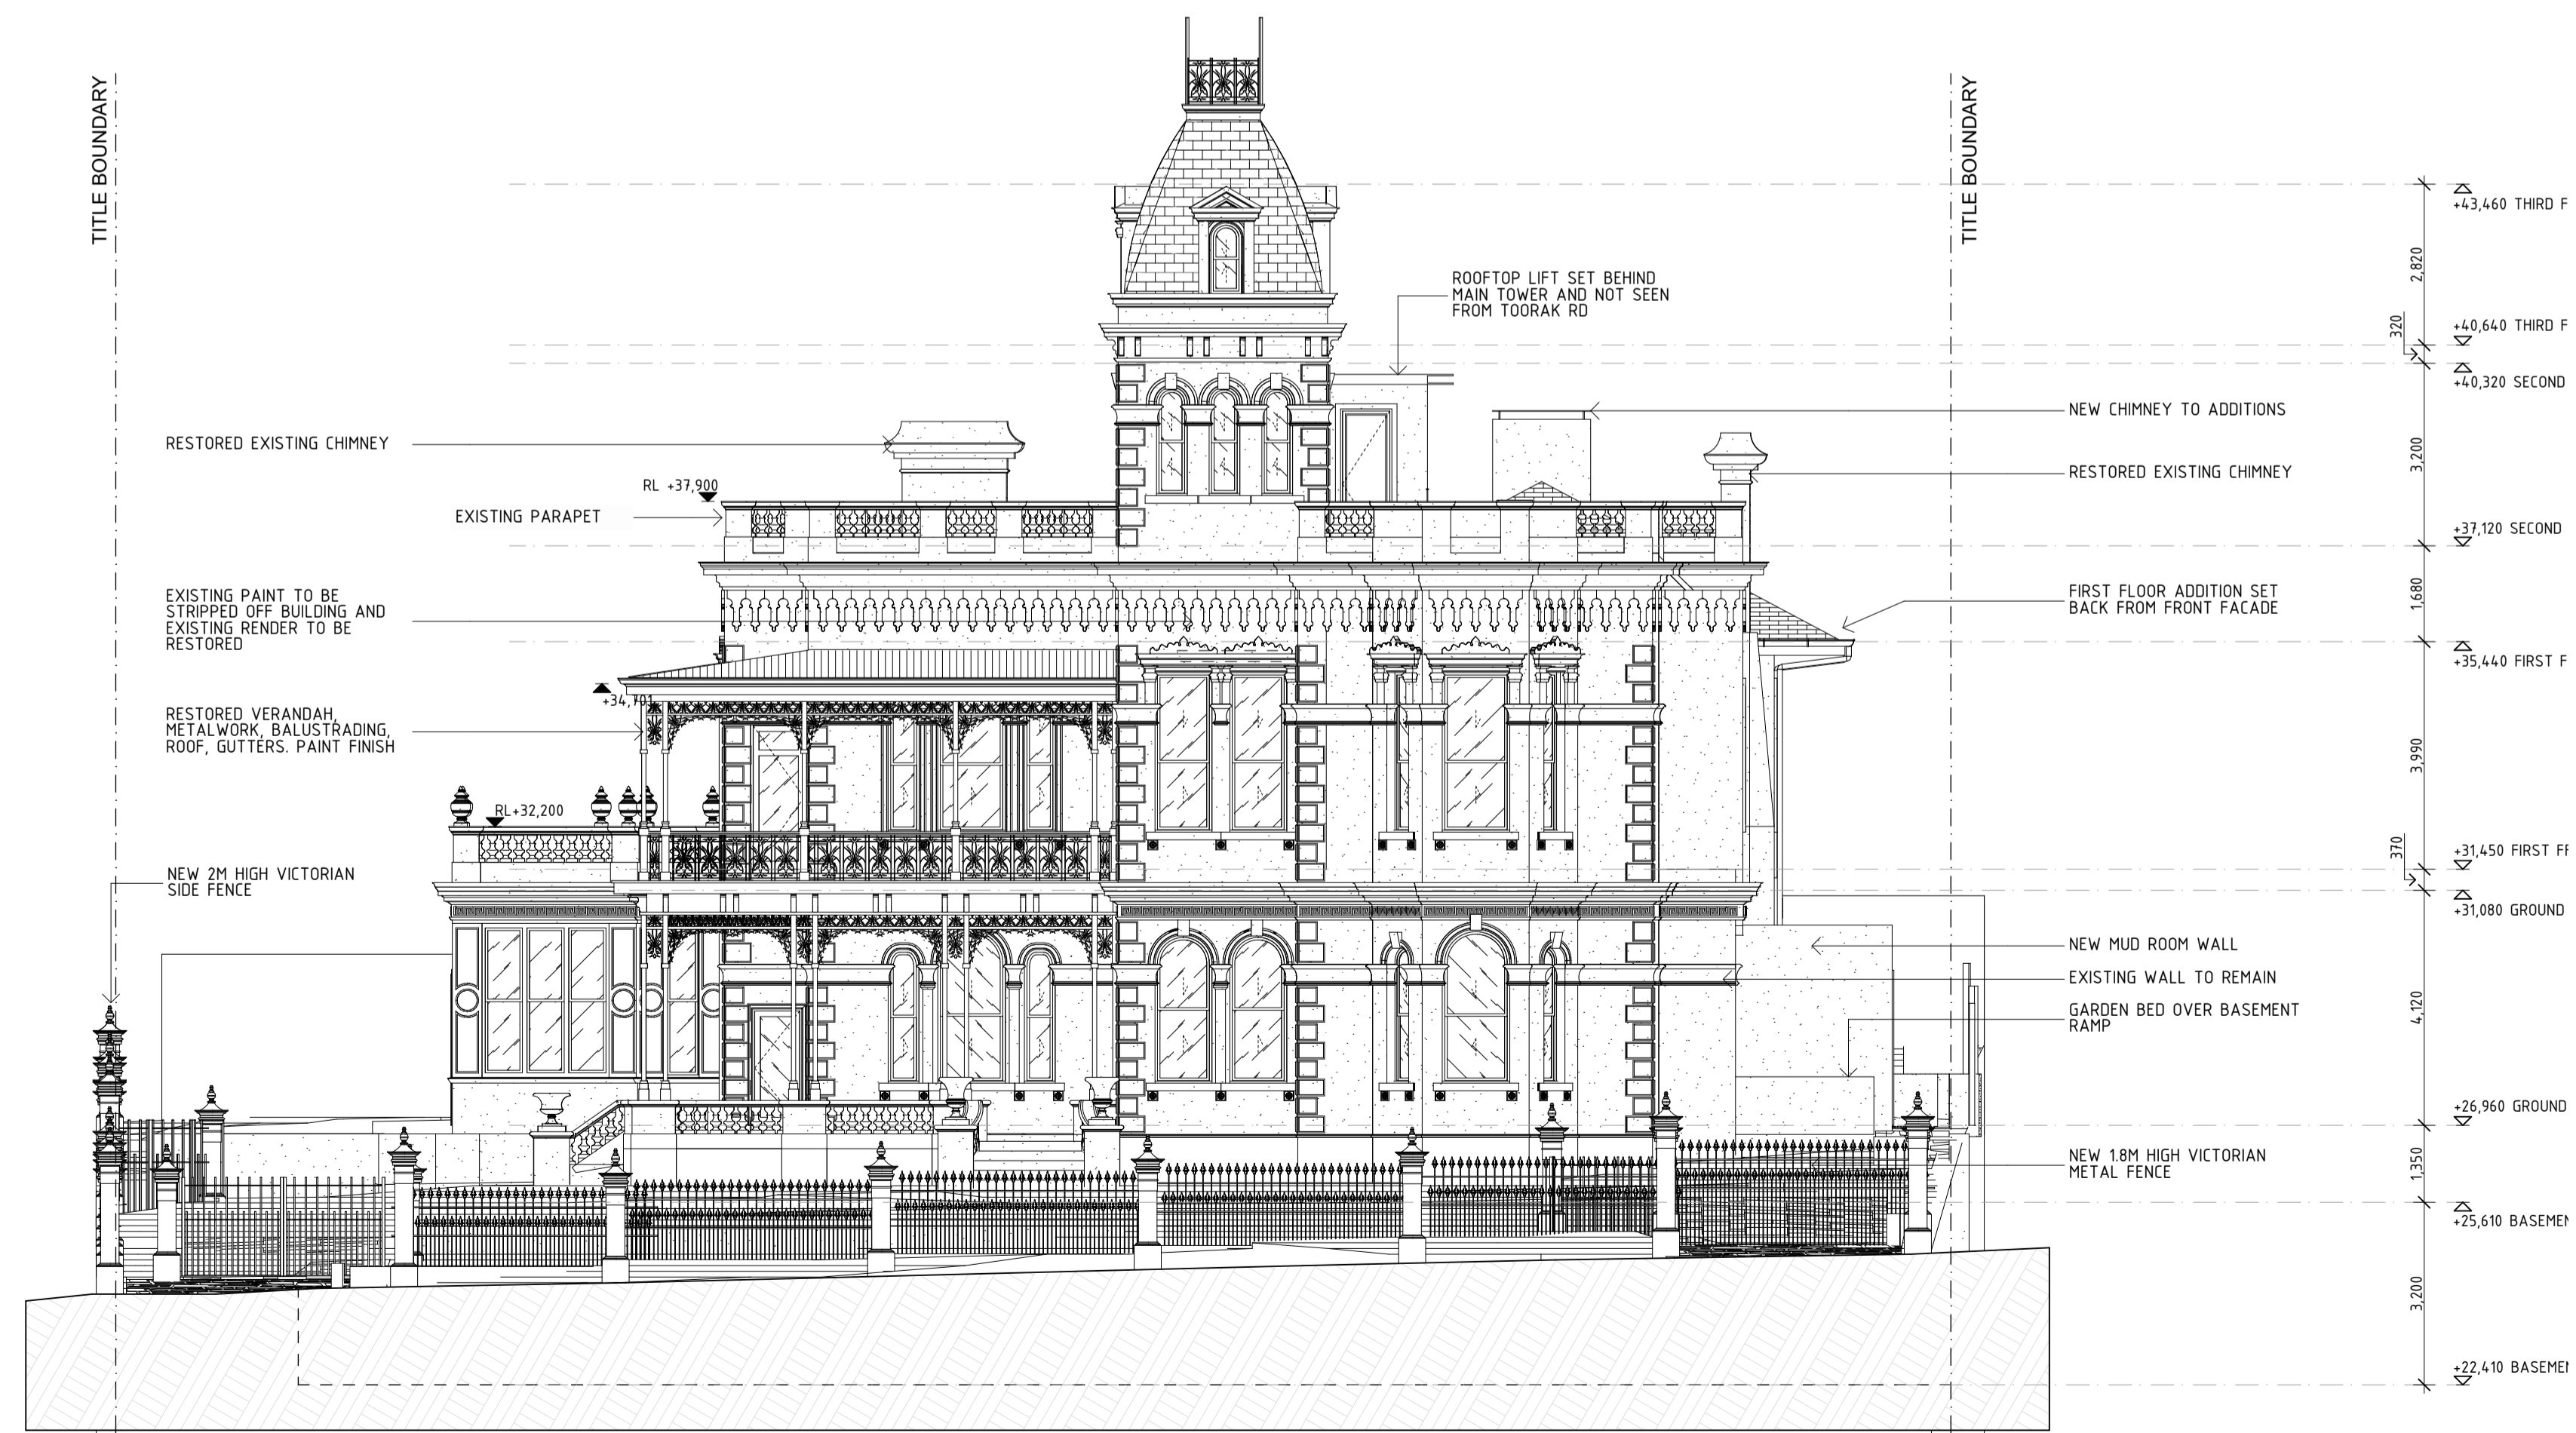 TITLE BOUNDARY
TITLE BOUNDARY
ROOFTOP LIFT SET BEHIND
MAIN TOWER AND NOT SEEN
FROM TOORAK RD
RESTORED EXISTING CHIMNEY
RL +37,900
EXISTING PARAPET
EXISTING PAINT TO BE
STRIPPED OFF BUILDING AND
EXISTING RENDER TO BE
RESTORED
RESTORED VERANDAH,
METALWORK, BALUSTRADING,
ROOF, GUTTERS. PAINT FINISH
RL+32,200
NEW 2M HIGH VICTORIAN
SIDE FENCE
NEW CHIMNEY TO ADDITIONS
RESTORED EXISTING CHIMNEY
FIRST FLOOR ADDITION SET
BACK FROM FRONT FACADE
NEW MUD ROOM WALL
EXISTING WALL TO REMAIN
GARDEN BED OVER BASEMENT
RAMP
NEW 1.8M HIGH VICTORIAN
METAL FENCE
2,820
320
3,200
1,680
3,990
370
4,120
1,350
3,200
+43,460 THIRD F
+40,640 THIRD F
+40,320 SECOND
+37,120 SECOND
+35,440 FIRST F
+31,450 FIRST FF
+31,080 GROUND
+26,960 GROUND
+25,610 BASEMEN
+22,410 BASEMEN